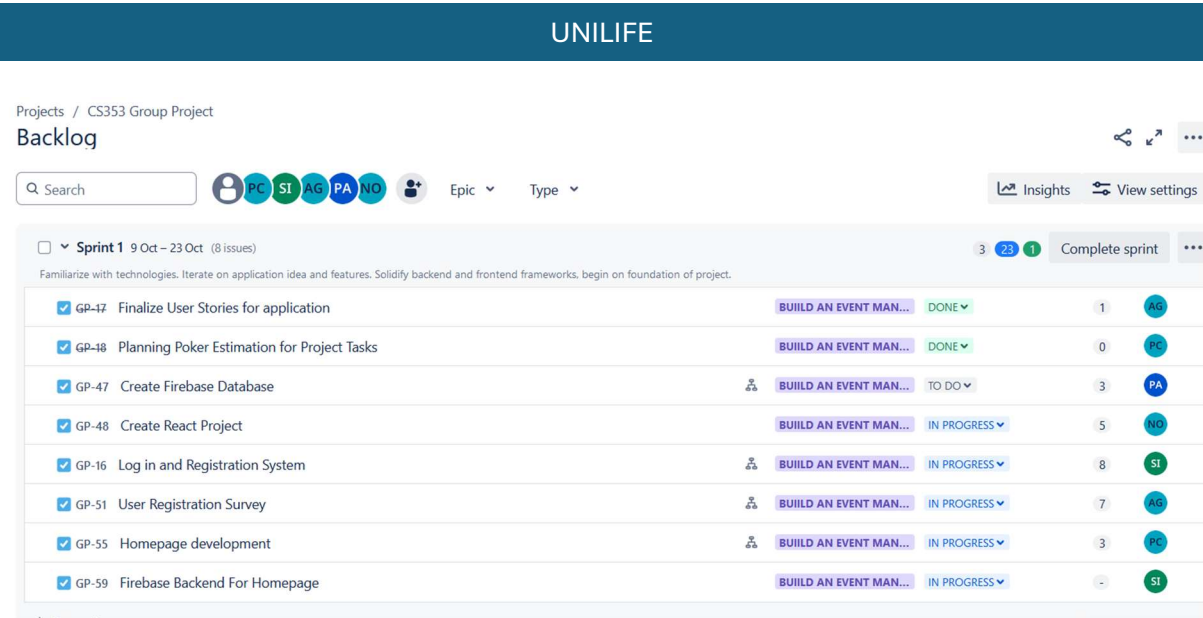 UNILIFE
Projects / CS353 Group Project
Backlog
Search PC SI AG PA NO Epic Type Insights View settings
Sprint 1 9 Oct – 23 Oct (8 issues) 3 23 1 Complete sprint
Familiarize with technologies. Iterate on application idea and features. Solidify backend and frontend frameworks, begin on foundation of project.
GP-17 Finalize User Stories for application BUIILD AN EVENT MAN... DONE 1 AG
GP-18 Planning Poker Estimation for Project Tasks BUIILD AN EVENT MAN... DONE 0 PC
GP-47 Create Firebase Database BUIILD AN EVENT MAN... TO DO 3 PA
GP-48 Create React Project BUIILD AN EVENT MAN... IN PROGRESS 5 NO
GP-16 Log in and Registration System BUIILD AN EVENT MAN... IN PROGRESS 8 SI
GP-51 User Registration Survey BUIILD AN EVENT MAN... IN PROGRESS 7 AG
GP-55 Homepage development BUIILD AN EVENT MAN... IN PROGRESS 3 PC
GP-59 Firebase Backend For Homepage BUIILD AN EVENT MAN... IN PROGRESS - SI